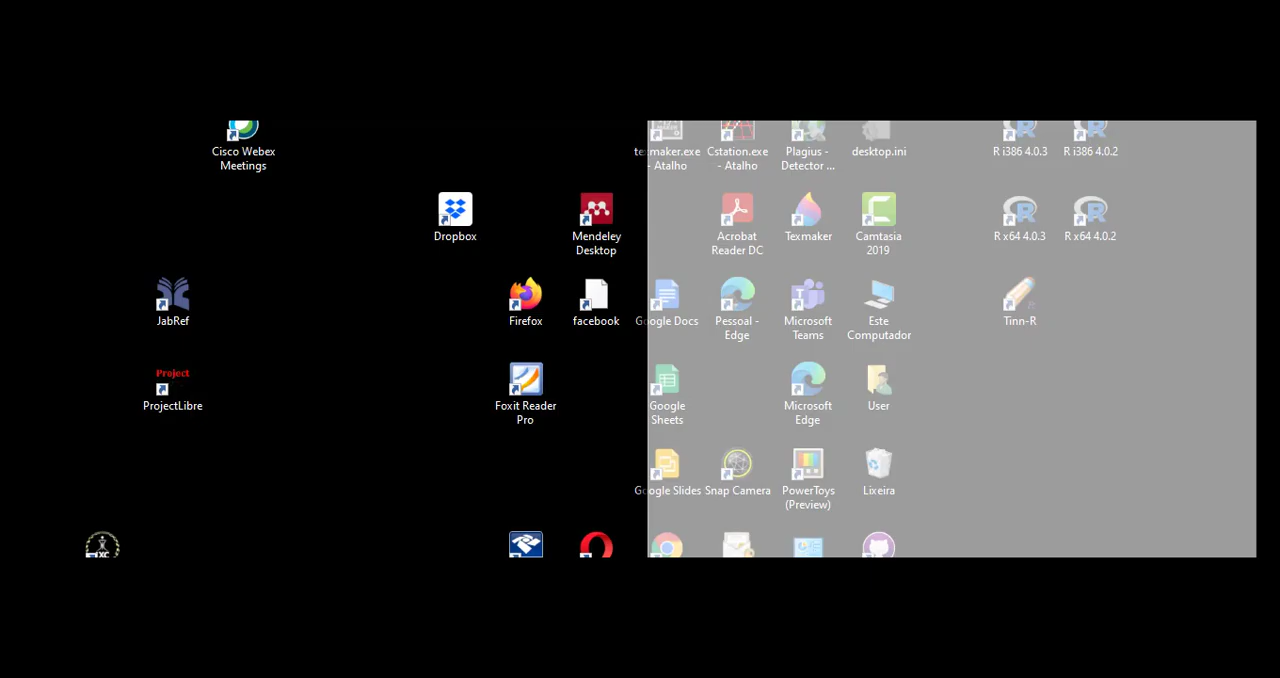 Cisco Webex
Meetings
texmaker.exe
- Atalho
Cstation.exe
- Atalho
Plagius -
Detector ...
desktop.ini
R i386 4.0.3
R i386 4.0.2
Dropbox
Mendeley
Desktop
Acrobat
Reader DC
Texmaker
Camtasia
2019
R x64 4.0.3
R x64 4.0.2
JabRef
Firefox
facebook
Google Docs
Pessoal -
Edge
Microsoft
Teams
Este
Computador
Tinn-R
Project
ProjectLibre
Foxit Reader
Pro
Google
Sheets
Microsoft
Edge
User
Google Slides
Snap Camera
PowerToys
(Preview)
Lixeira